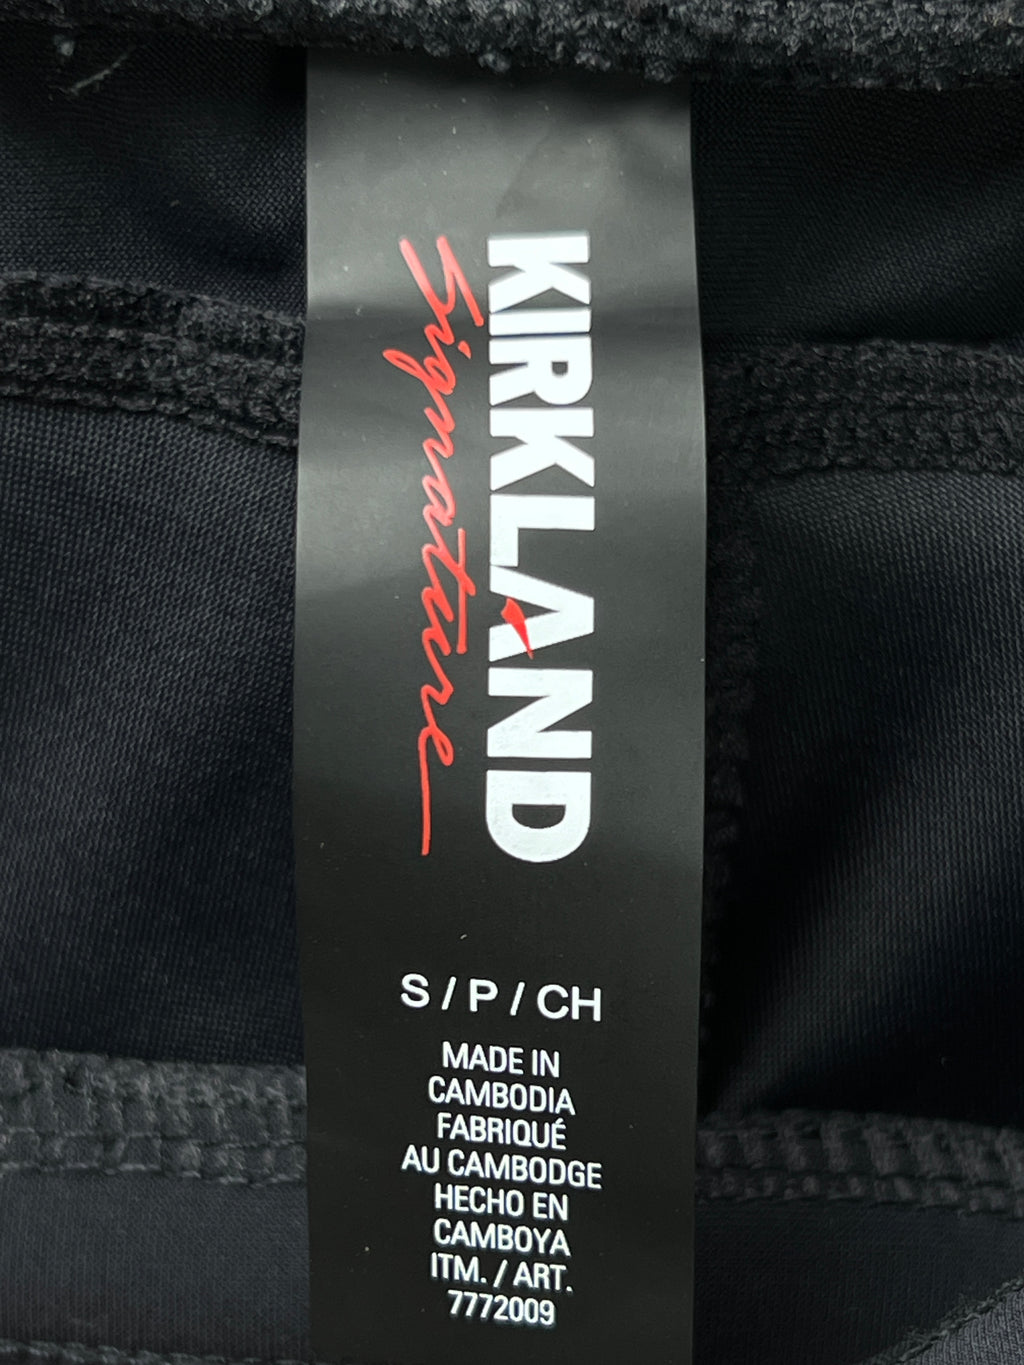 KIRKLAND
Signature
S / P / CH
MADE IN
CAMBODIA
FABRIQUÉ
AU CAMBODGE
HECHO EN
CAMBOYA
ITM. / ART.
7772009